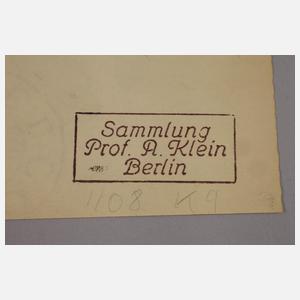 Sammlung
Prof. A. Klein
Berlin
1108 K9